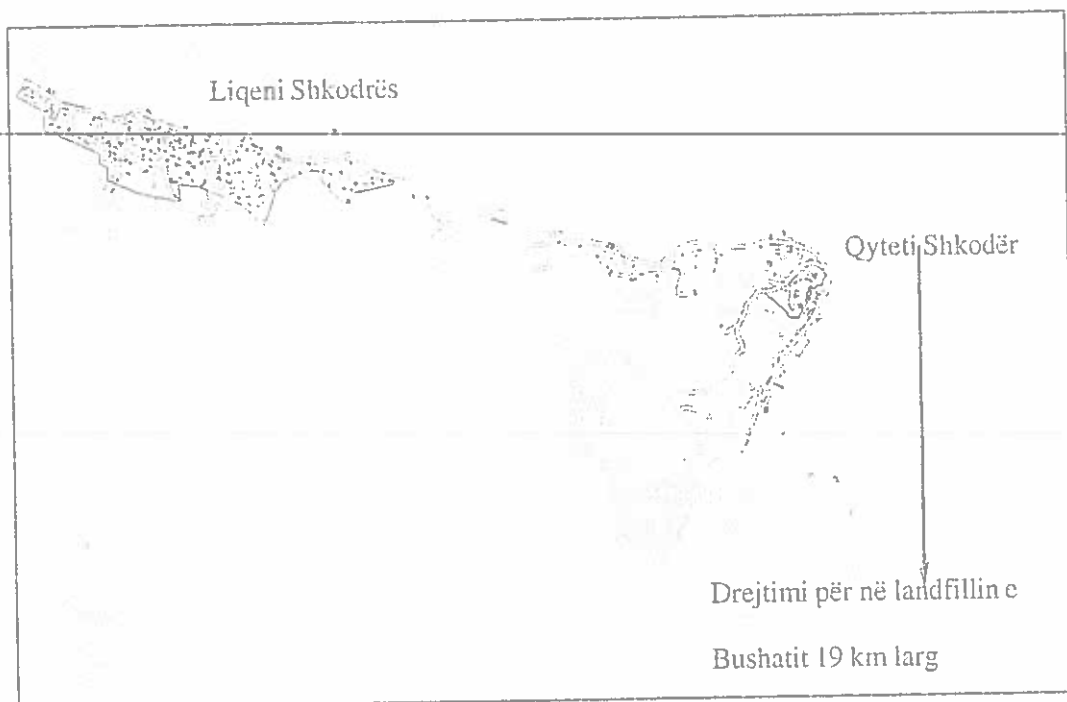 Liqeni Shkodrës
Qyteti Shkodër
Drejtimi për në landfillin e
Bushatit 19 km larg